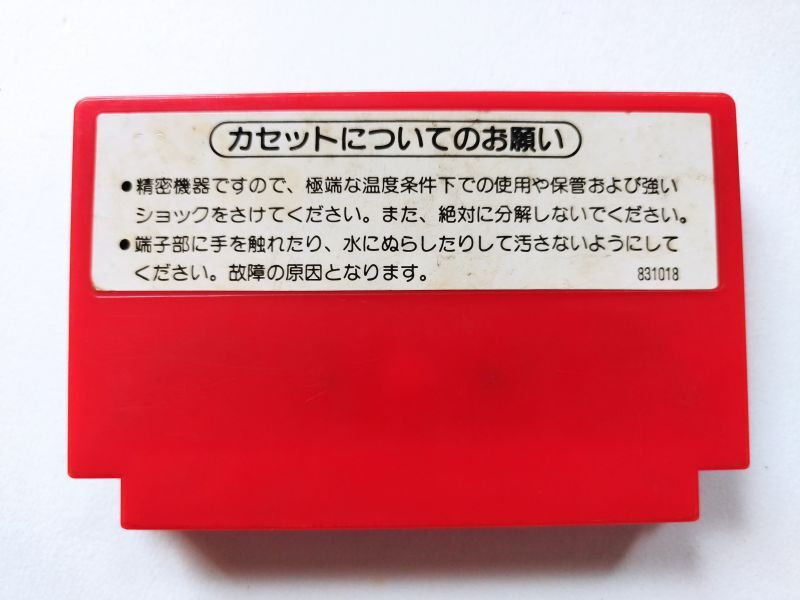 カセットについてのお願い
●精密機器ですので、極端な温度条件下での使用や保管および強い
ショックをさけてください。また、絶対に分解しないでください。
●端子部に手を触れたり、水にぬらしたりして汚さないようにして
ください。故障の原因となります。
831018